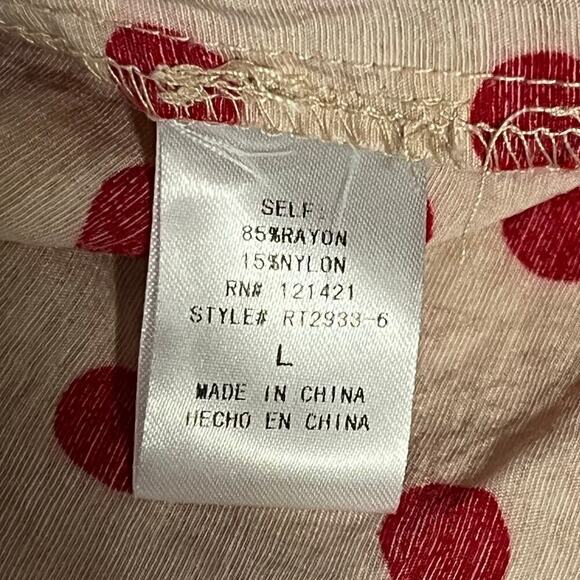 SELF:
85%RAYON
15%NYLON
RN# 121421
STYLE# RT2933-6
L
MADE IN CHINA
HECHO EN CHINA